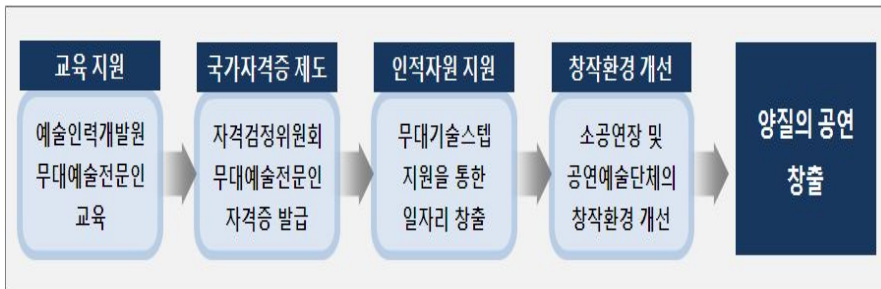 교육 지원
예술인력개발원
무대예술전문인
교육
국가자격증 제도
자격검정위원회
무대예술전문인
자격증 발급
인적자원 지원
무대기술스텝
지원을 통한
일자리 창출
창작환경 개선
소공연장 및
공연예술단체의
창작환경 개선
양질의 공연
창출